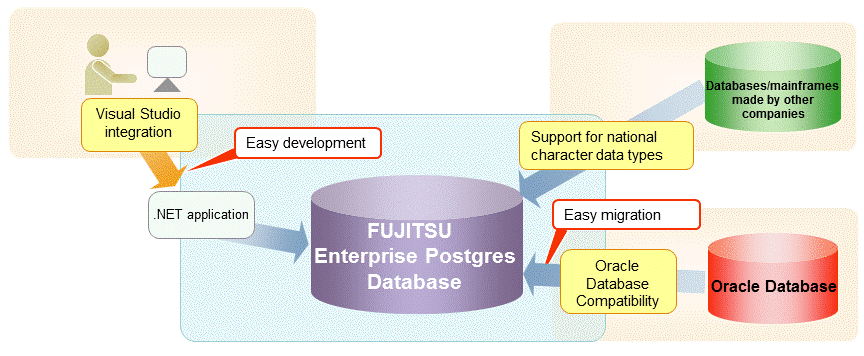 Visual Studio
integration
Easy development
.NET application
FUJITSU
Enterprise Postgres
Database
Databases/mainframes
made by other
companies
Support for national
character data types
Easy migration
Oracle
Database
Compatibility
Oracle Database